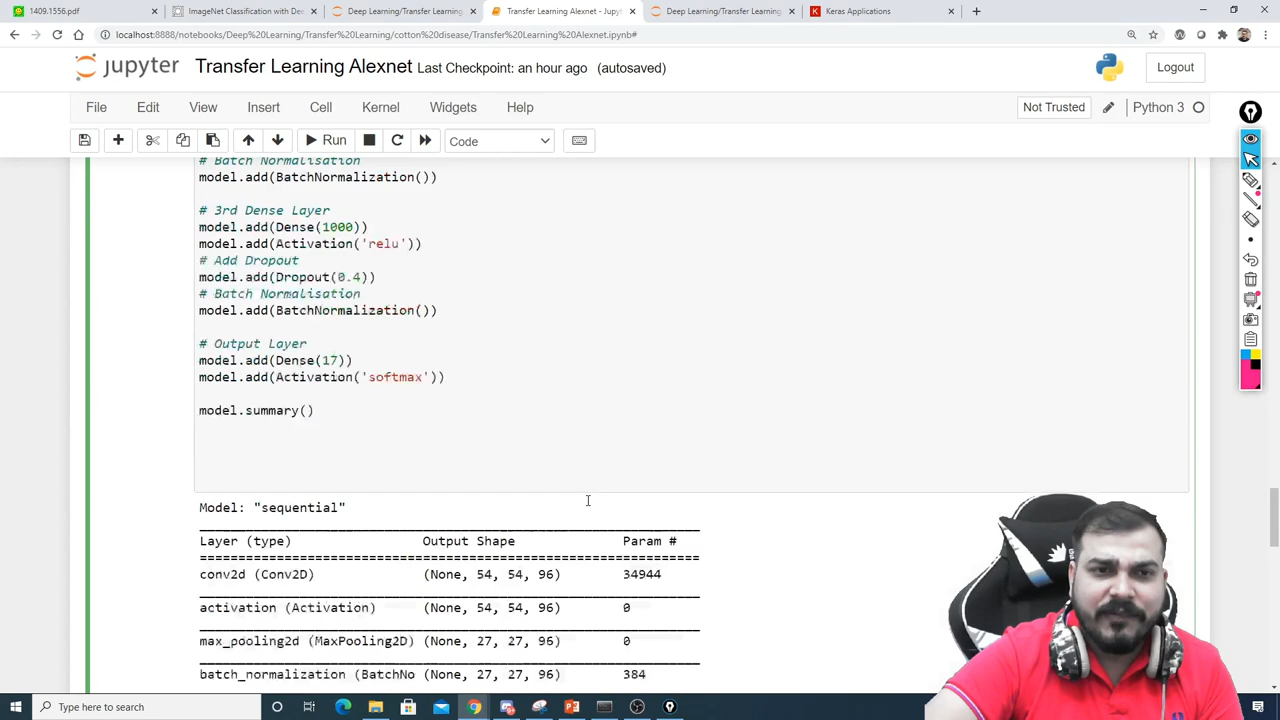 1409.1556.pdf
ImageNet Classification with Dee
Deep Learning/Transfer Learning
Transfer Learning Alexnet - Jupyt
Deep Learning/Transfer Learning
Keras Applications
localhost:8888/notebooks/Deep%20Learning/Transfer%20Learning/cotton%20disease/Transfer%20Learning%20Alexnet.ipynb#
jupyter
Transfer Learning Alexnet Last Checkpoint: an hour ago (autosaved)
Logout
File Edit View Insert Cell Kernel Widgets Help
Not Trusted
Python 3
Run
Code
# Batch Normalisation
model.add(BatchNormalization())
# 3rd Dense Layer
model.add(Dense(1000))
model.add(Activation('relu'))
# Add Dropout
model.add(Dropout(0.4))
# Batch Normalisation
model.add(BatchNormalization())
# Output Layer
model.add(Dense(17))
model.add(Activation('softmax'))
model.summary()
Model: "sequential"
Layer (type) Output Shape Param #
conv2d (Conv2D) (None, 54, 54, 96) 34944
activation (Activation) (None, 54, 54, 96) 0
max_pooling2d (MaxPooling2D) (None, 27, 27, 96) 0
batch_normalization (BatchNo (None, 27, 27, 96) 384
Type here to search